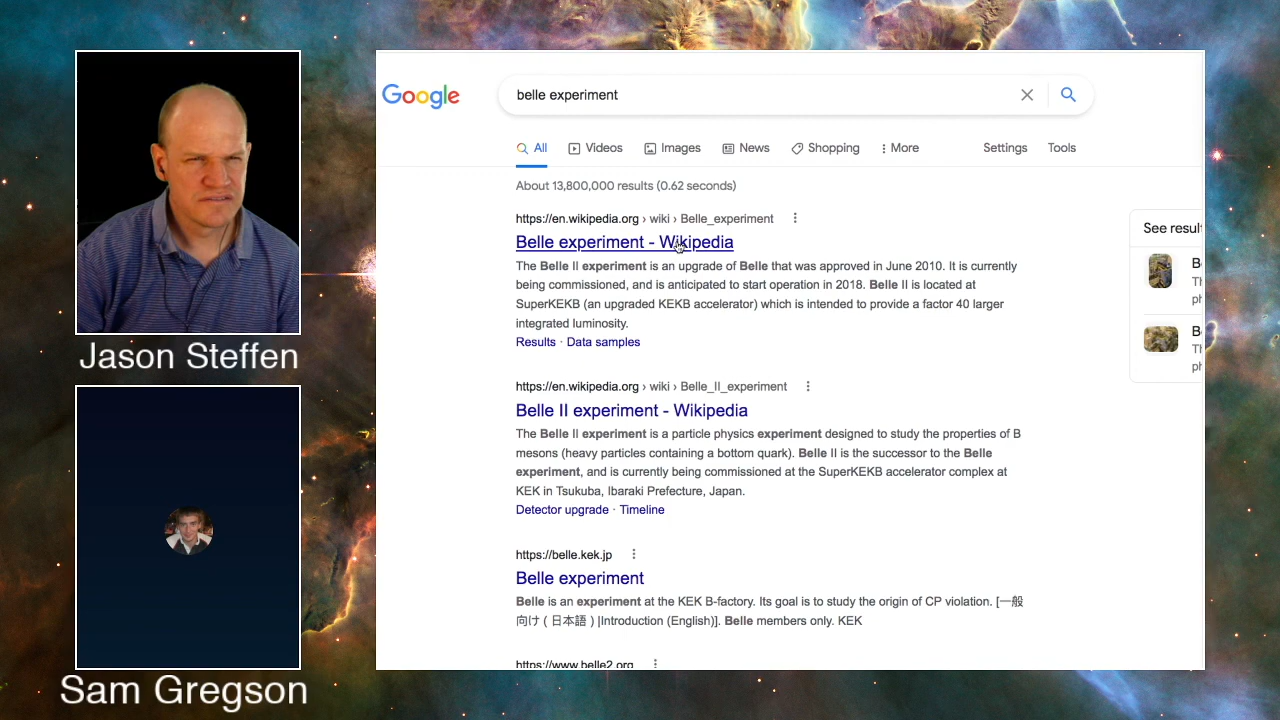 Google
belle experiment
All Videos Images News Shopping More Settings Tools
About 13,800,000 results (0.62 seconds)
https://en.wikipedia.org › wiki › Belle_experiment
Belle experiment - Wikipedia
The Belle II experiment is an upgrade of Belle that was approved in June 2010. It is currently
being commissioned, and is anticipated to start operation in 2018. Belle II is located at
SuperKEKB (an upgraded KEKB accelerator) which is intended to provide a factor 40 larger
integrated luminosity.
Results · Data samples
https://en.wikipedia.org › wiki › Belle_II_experiment
Belle II experiment - Wikipedia
The Belle II experiment is a particle physics experiment designed to study the properties of B
mesons (heavy particles containing a bottom quark). Belle II is the successor to the Belle
experiment, and is currently being commissioned at the SuperKEKB accelerator complex at
KEK in Tsukuba, Ibaraki Prefecture, Japan.
Detector upgrade · Timeline
https://belle.kek.jp
Belle experiment
Belle is an experiment at the KEK B-factory. Its goal is to study the origin of CP violation. [一般
向け ( 日本語 ) |Introduction (English)]. Belle members only. KEK
https://www.belle2.org
See
Jason Steffen
Sam Gregson